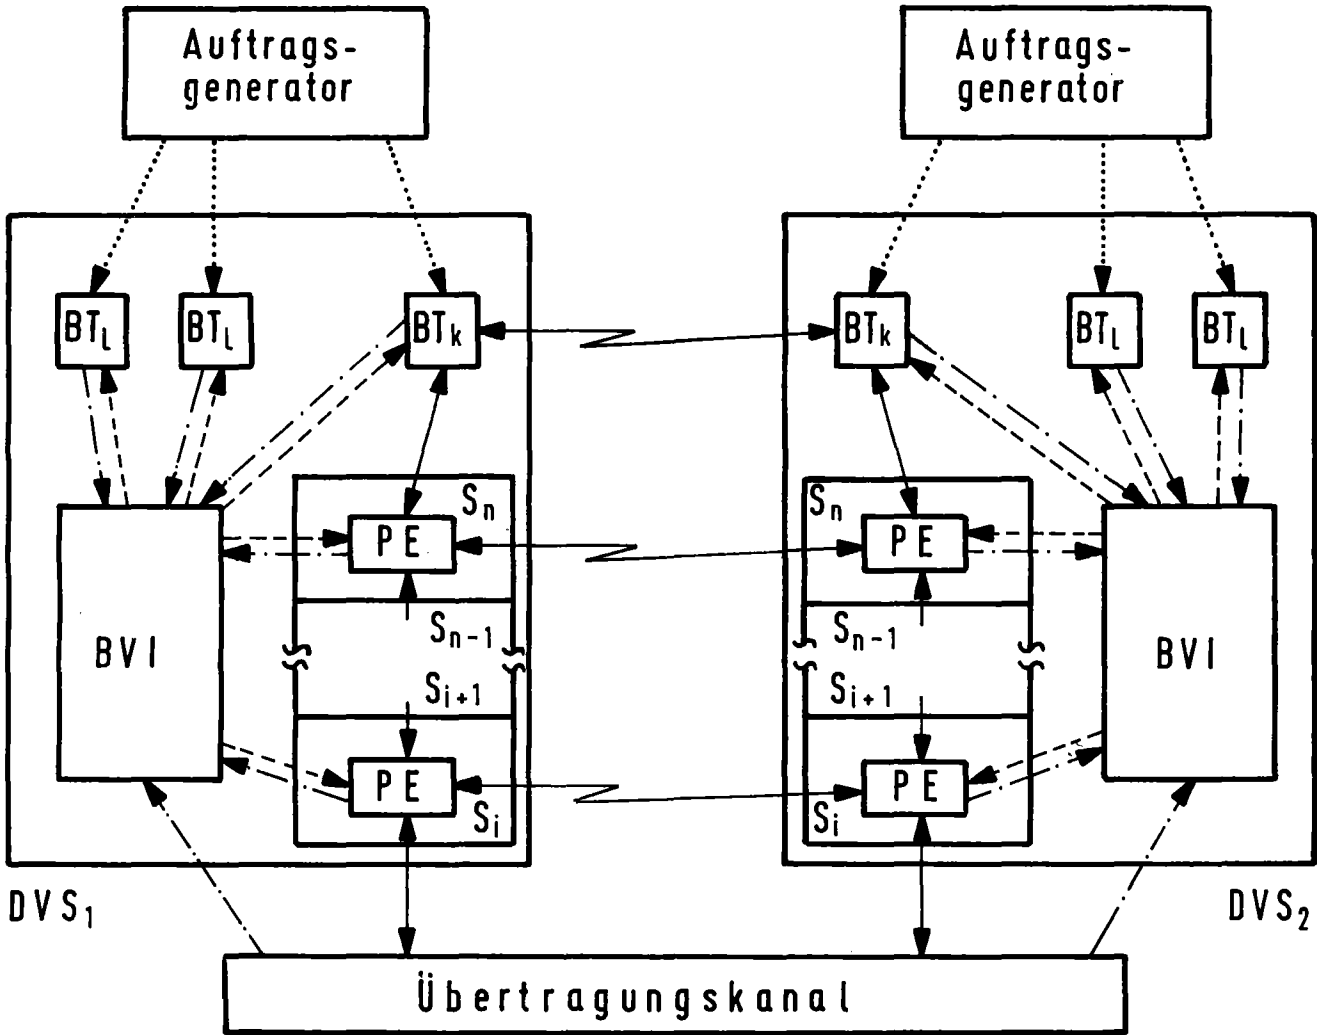 Auftrags-
generator
Auftrags-
generator
BTₗ
BTₗ
BTₖ
BTₖ
BTₗ
BTₗ
Sₙ
PE
Sₙ
PE
Sₙ₋₁
Sₙ₋₁
BVI
BVI
Sᵢ₊₁
Sᵢ₊₁
PE
Sᵢ
PE
Sᵢ
DVS₁
DVS₂
Übertragungskanal